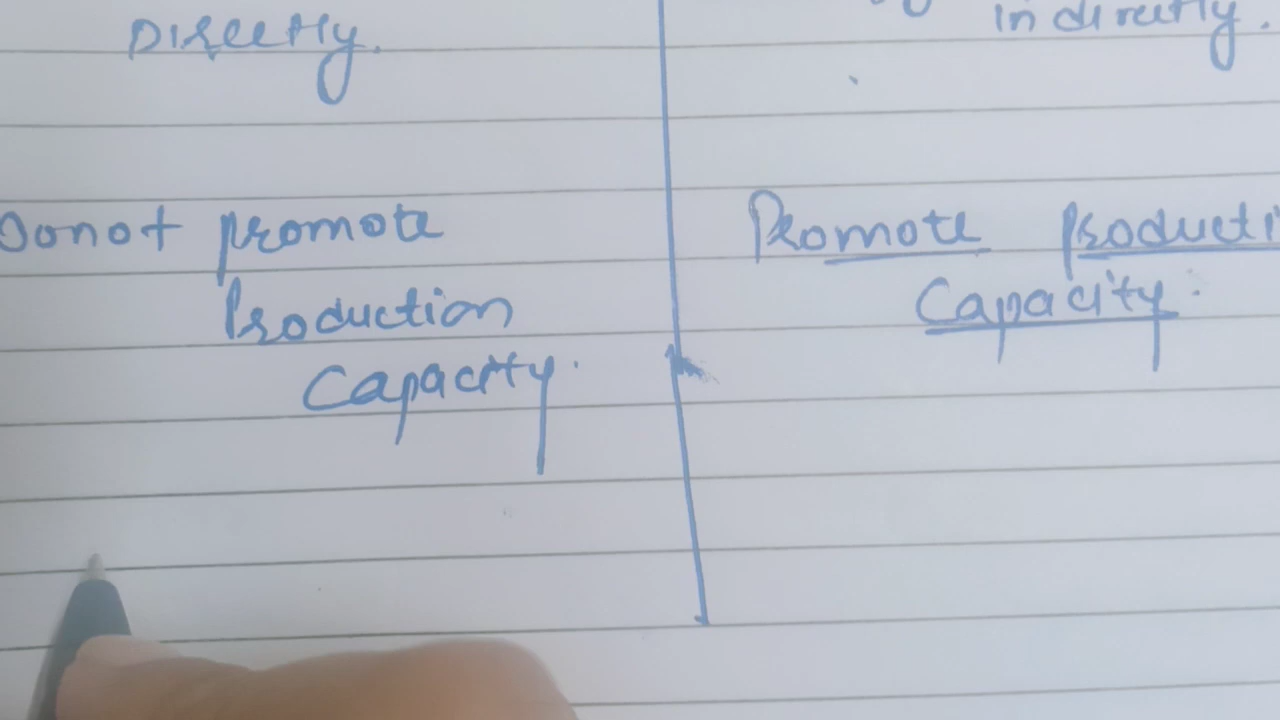 Directly.
indirectly.
Donot promote
Production
Capacity.
Promote producti
Capacity.